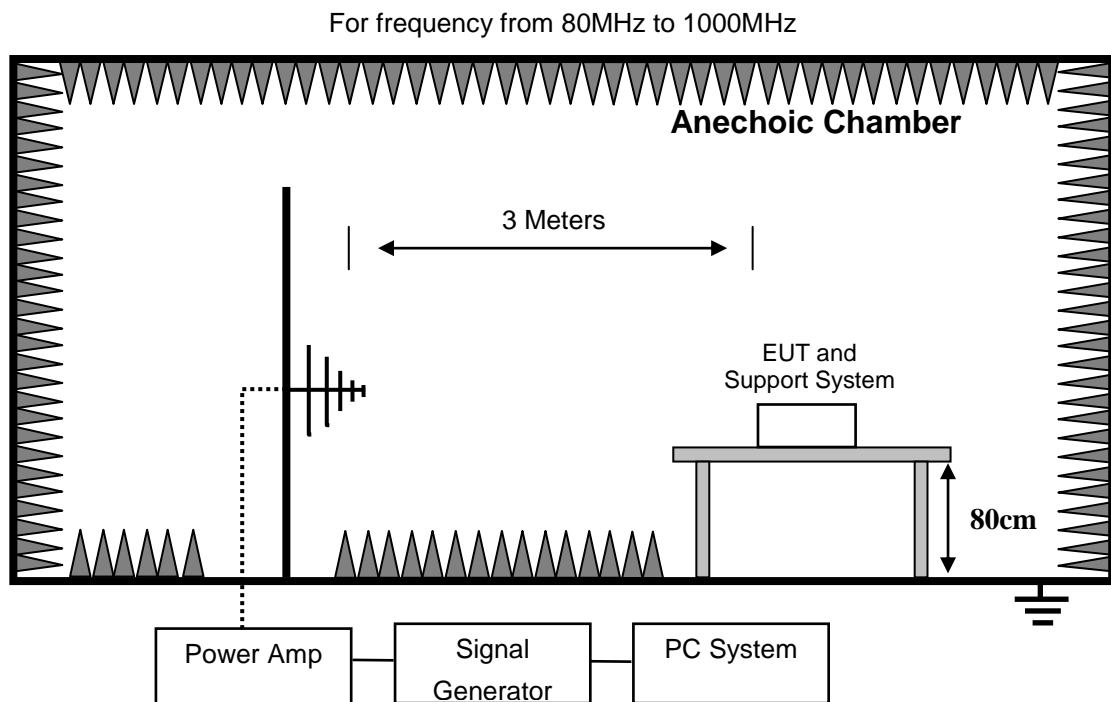 For frequency from 80MHz to 1000MHz
Anechoic Chamber
3 Meters
EUT and
Support System
80cm
Power Amp
Signal
Generator
PC System